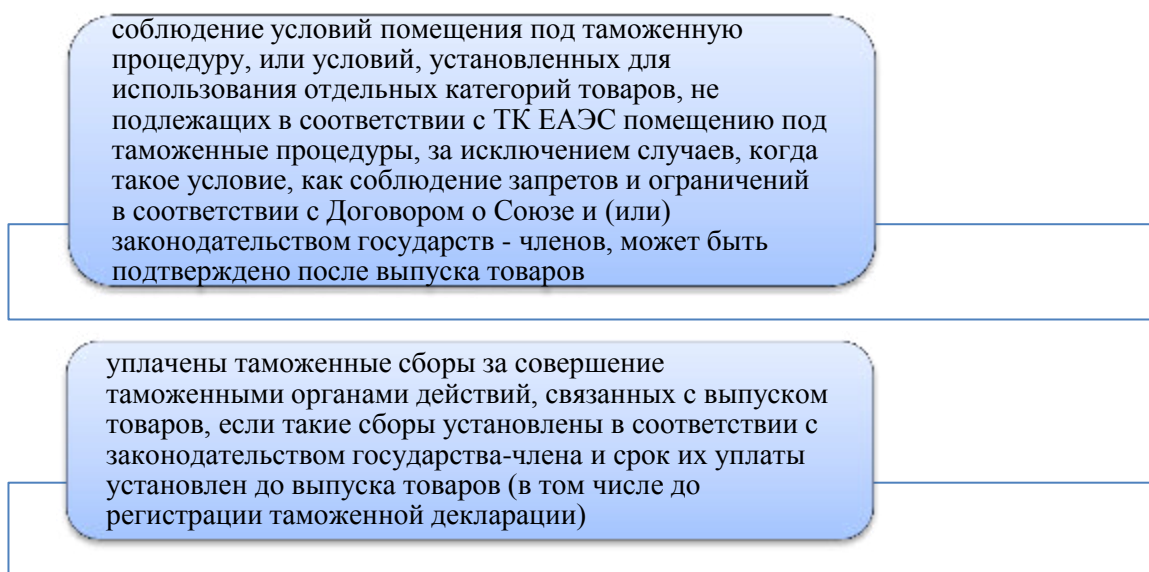 соблюдение условий помещения под таможенную
процедуру, или условий, установленных для
использования отдельных категорий товаров, не
подлежащих в соответствии с ТК ЕАЭС помещению под
таможенные процедуры, за исключением случаев, когда
такое условие, как соблюдение запретов и ограничений
в соответствии с Договором о Союзе и (или)
законодательством государств - членов, может быть
подтверждено после выпуска товаров
уплачены таможенные сборы за совершение
таможенными органами действий, связанных с выпуском
товаров, если такие сборы установлены в соответствии с
законодательством государства-члена и срок их уплаты
установлен до выпуска товаров (в том числе до
регистрации таможенной декларации)